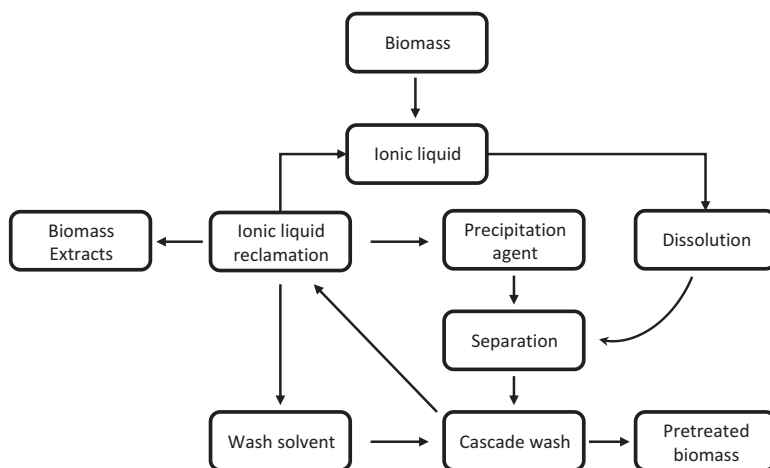 Biomass
Ionic liquid
Biomass
Extracts
Ionic liquid
reclamation
Precipitation
agent
Dissolution
Separation
Wash solvent
Cascade wash
Pretreated
biomass